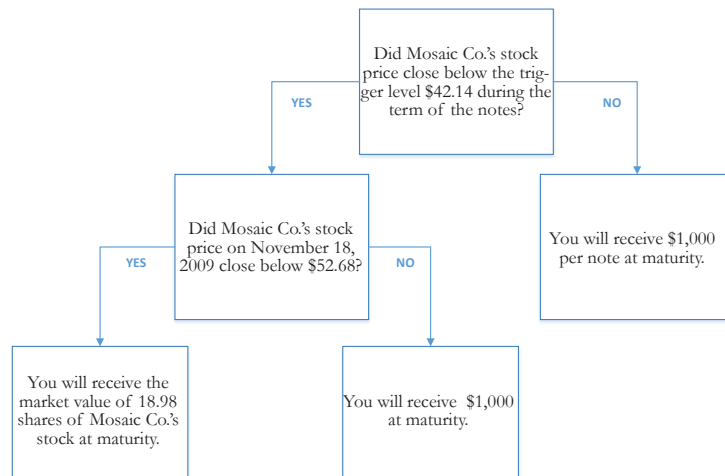 Did Mosaic Co.'s stock
price close below the trig-
ger level $42.14 during the
term of the notes?
YES
NO
Did Mosaic Co.'s stock
price on November 18,
2009 close below $52.68?
You will receive $1,000
per note at maturity.
YES
NO
You will receive the
market value of 18.98
shares of Mosaic Co.'s
stock at maturity.
You will receive $1,000
at maturity.